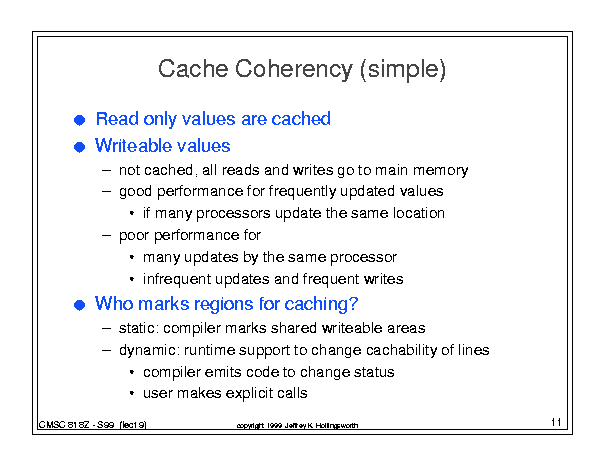 Cache Coherency (simple)
Read only values are cached
Writeable values
– not cached, all reads and writes go to main memory
– good performance for frequently updated values
• if many processors update the same location
– poor performance for
• many updates by the same processor
• infrequent updates and frequent writes
Who marks regions for caching?
– static: compiler marks shared writeable areas
– dynamic: runtime support to change cachability of lines
• compiler emits code to change status
• user makes explicit calls
CMSC 818Z - S99 (lect 9)
copyright 1999 Jeffrey K. Hollingsworth
11